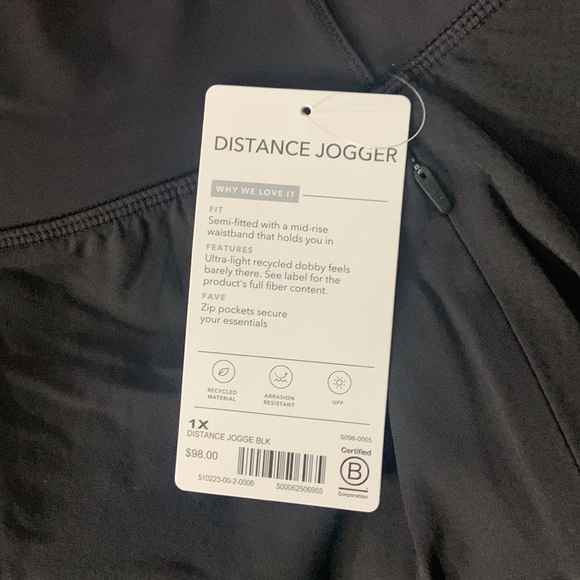 DISTANCE JOGGER
WHY WE LOVE IT
FIT
Semi-fitted with a mid-rise
waistband that holds you in
FEATURES
Ultra-light recycled dobby feels
barely there. See label for the
product's full fiber content.
FAVE
Zip pockets secure
your essentials
RECYCLED
MATERIAL
ABRASION
RESISTANT
UPF
1X
DISTANCE JOGGE BLK
S096-0005
$98.00
510223-00-2-0006
500062506965
Certified
B
Corporation